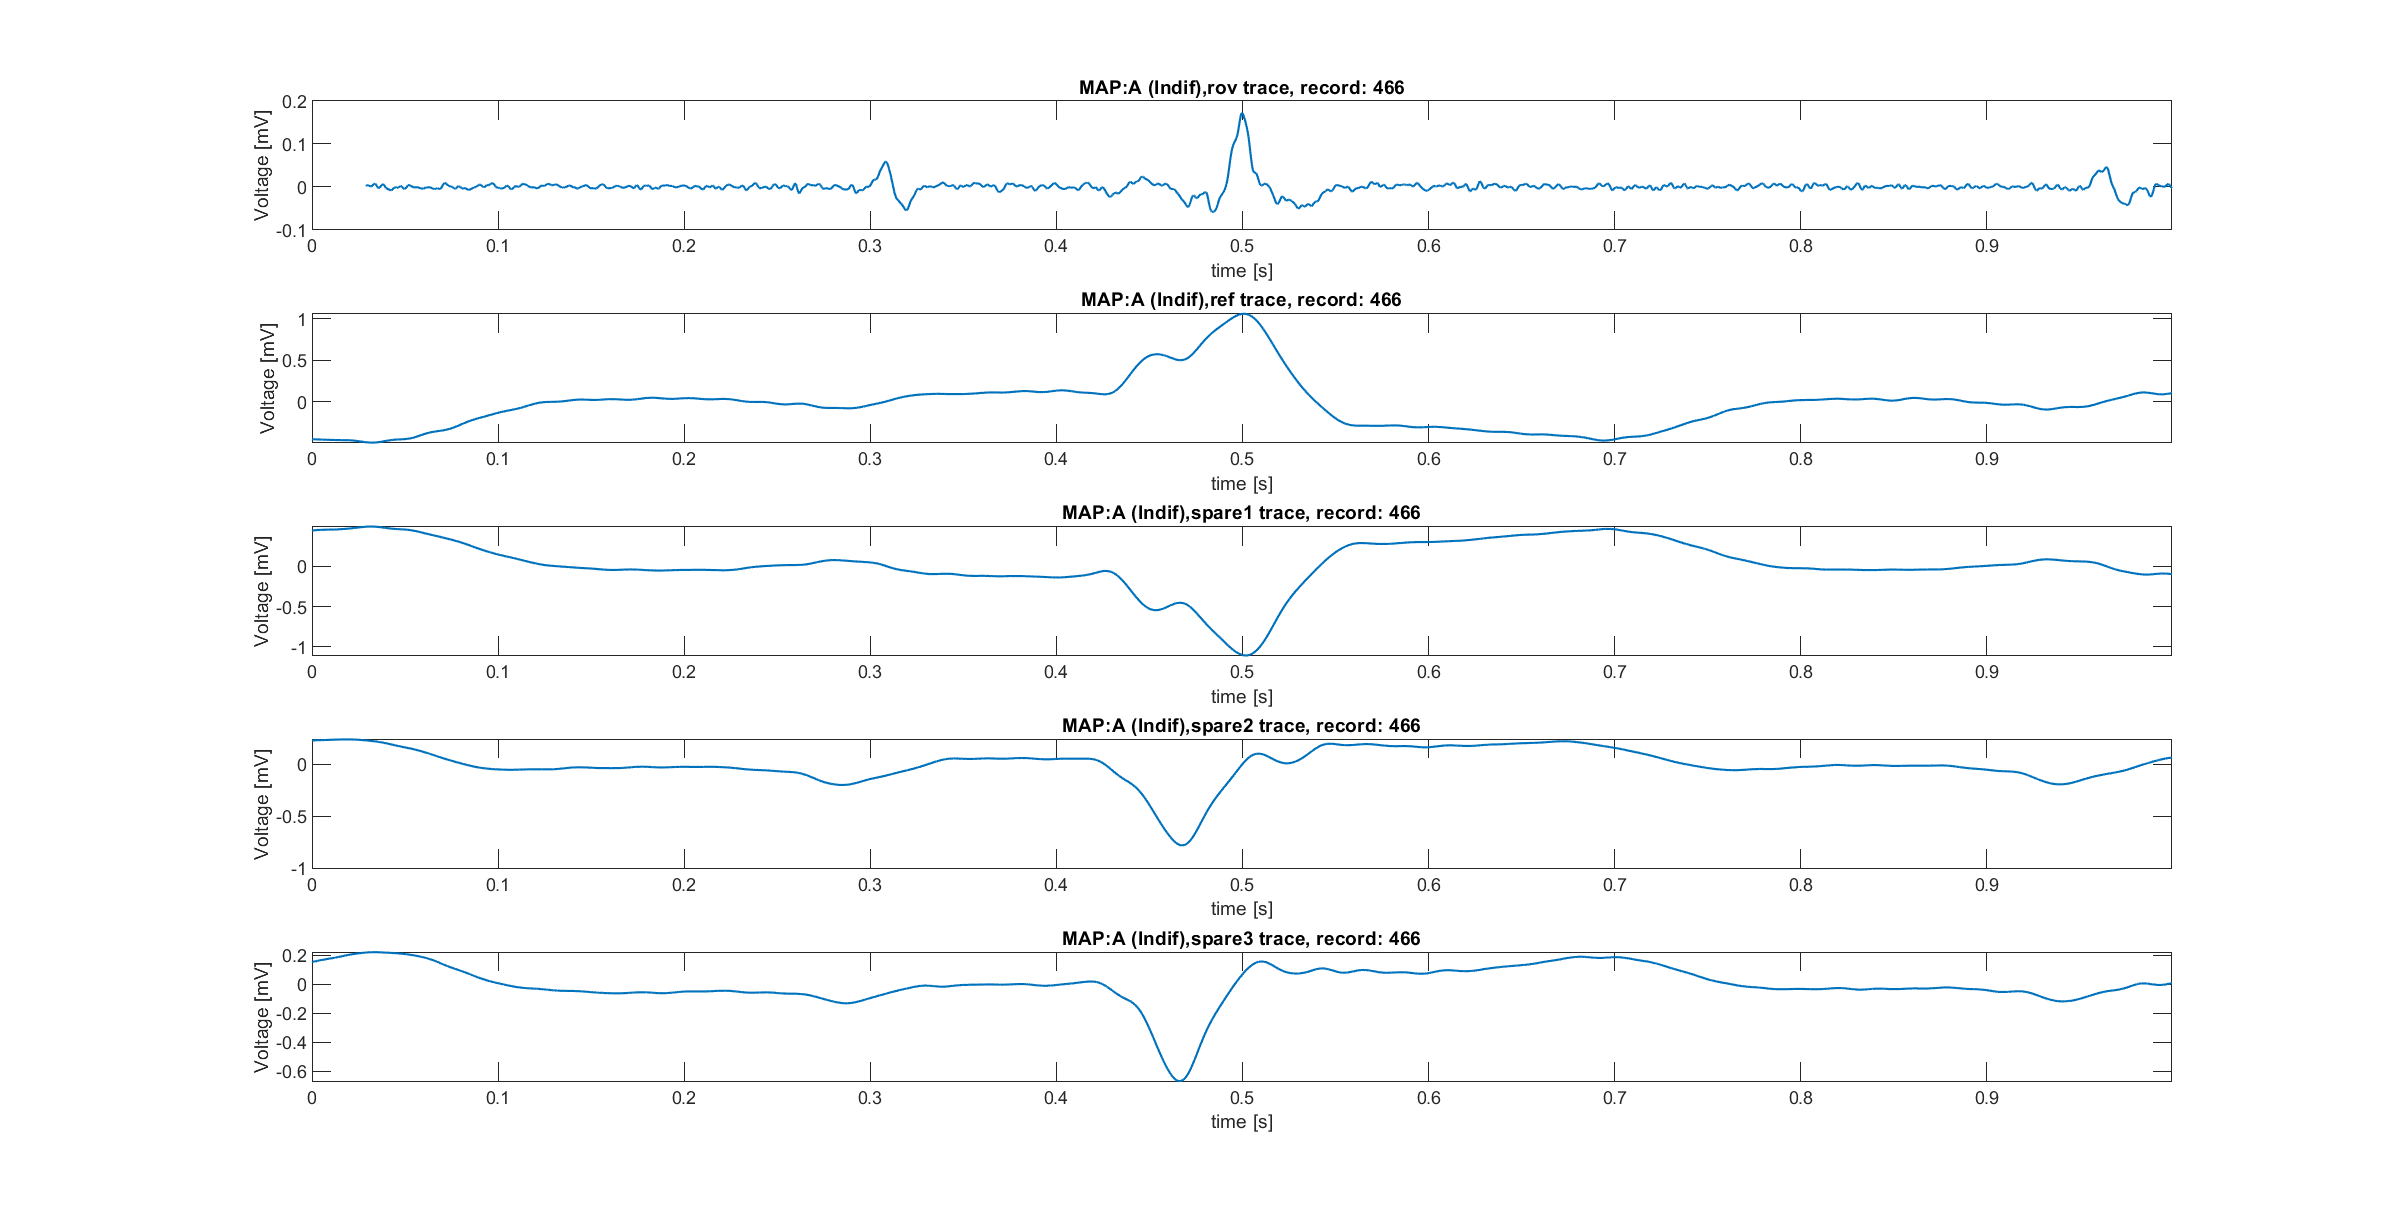 MAP:A (Indif),rov trace, record: 466
Voltage [mV]
0.2
0.1
0
-0.1
0 0.1 0.2 0.3 0.4 0.5 0.6 0.7 0.8 0.9
time [s]
MAP:A (Indif),ref trace, record: 466
Voltage [mV]
1
0.5
0
0 0.1 0.2 0.3 0.4 0.5 0.6 0.7 0.8 0.9
time [s]
MAP:A (Indif),spare1 trace, record: 466
Voltage [mV]
0
-0.5
-1
0 0.1 0.2 0.3 0.4 0.5 0.6 0.7 0.8 0.9
time [s]
MAP:A (Indif),spare2 trace, record: 466
Voltage [mV]
0
-0.5
-1
0 0.1 0.2 0.3 0.4 0.5 0.6 0.7 0.8 0.9
time [s]
MAP:A (Indif),spare3 trace, record: 466
Voltage [mV]
0.2
0
-0.2
-0.4
-0.6
0 0.1 0.2 0.3 0.4 0.5 0.6 0.7 0.8 0.9
time [s]